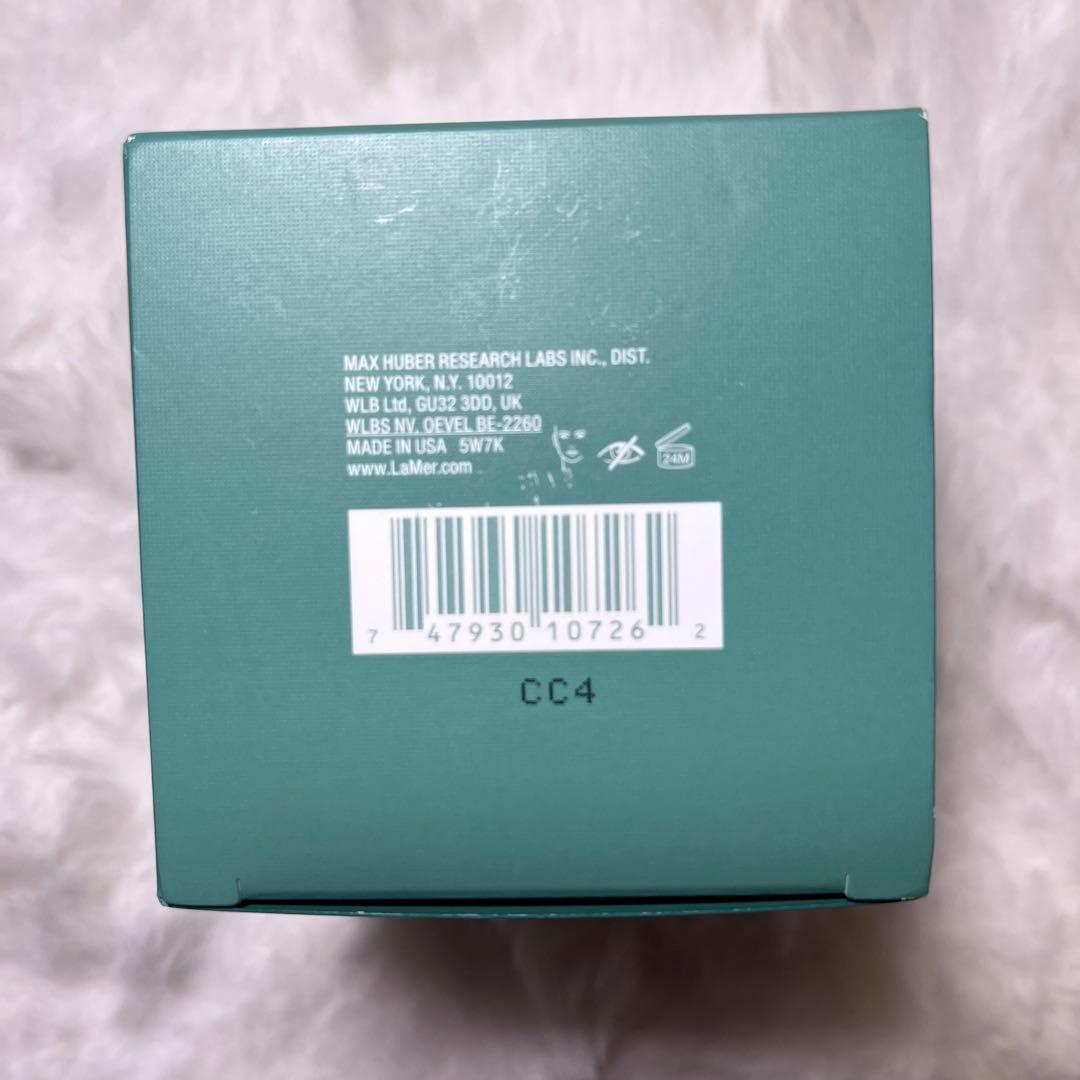 MAX HUBER RESEARCH LABS INC., DIST.
NEW YORK, N.Y. 10012
WLB Ltd, GU32 3DD, UK
WLBS NV, OEVEL BE-2260
MADE IN USA 5W7K
www.LaMer.com
24M
7 47930 10726 2
CC4